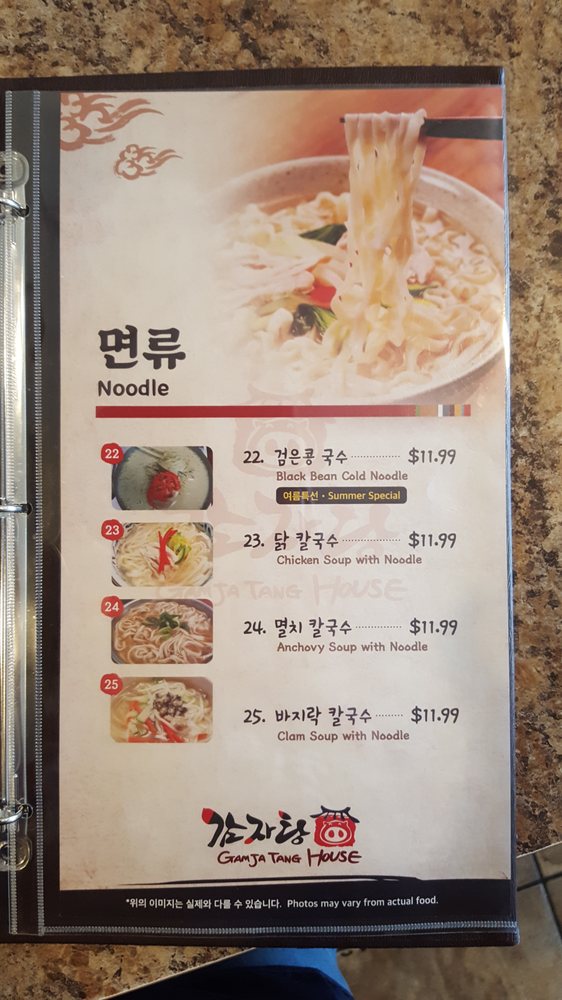 면류
Noodle
22
22. 검은콩 국수 ··············· $11.99
Black Bean Cold Noodle
여름특선 · Summer Special
23
23. 닭 칼국수 ··············· $11.99
Chicken Soup with Noodle
24
24. 멸치 칼국수 ·············· $11.99
Anchovy Soup with Noodle
25
25. 바지락 칼국수 ········· $11.99
Clam Soup with Noodle
감자탕
GAMJA TANG HOUSE
GAMJA TANG HOUSE
*위의 이미지는 실제와 다를 수 있습니다. Photos may vary from actual food.